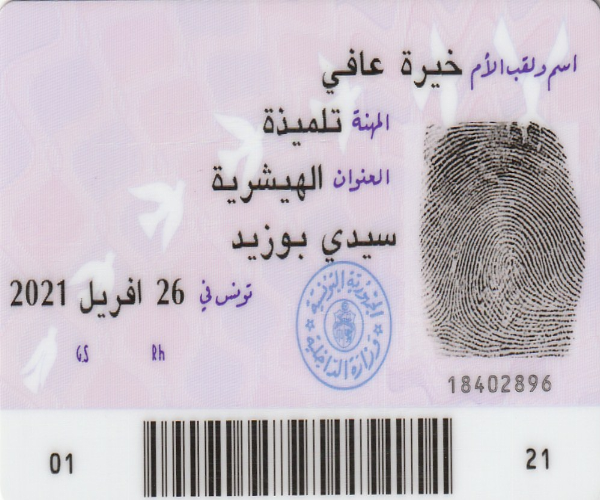 اسم ولقب الأم خيرة عافي
المهنة تلميذة
العنوان الهيشرية
سيدي بوزيد
تونس في 26 افريل 2021
GS Rh
الجمهورية التونسية
وزارة الداخلية
18402896
01 21